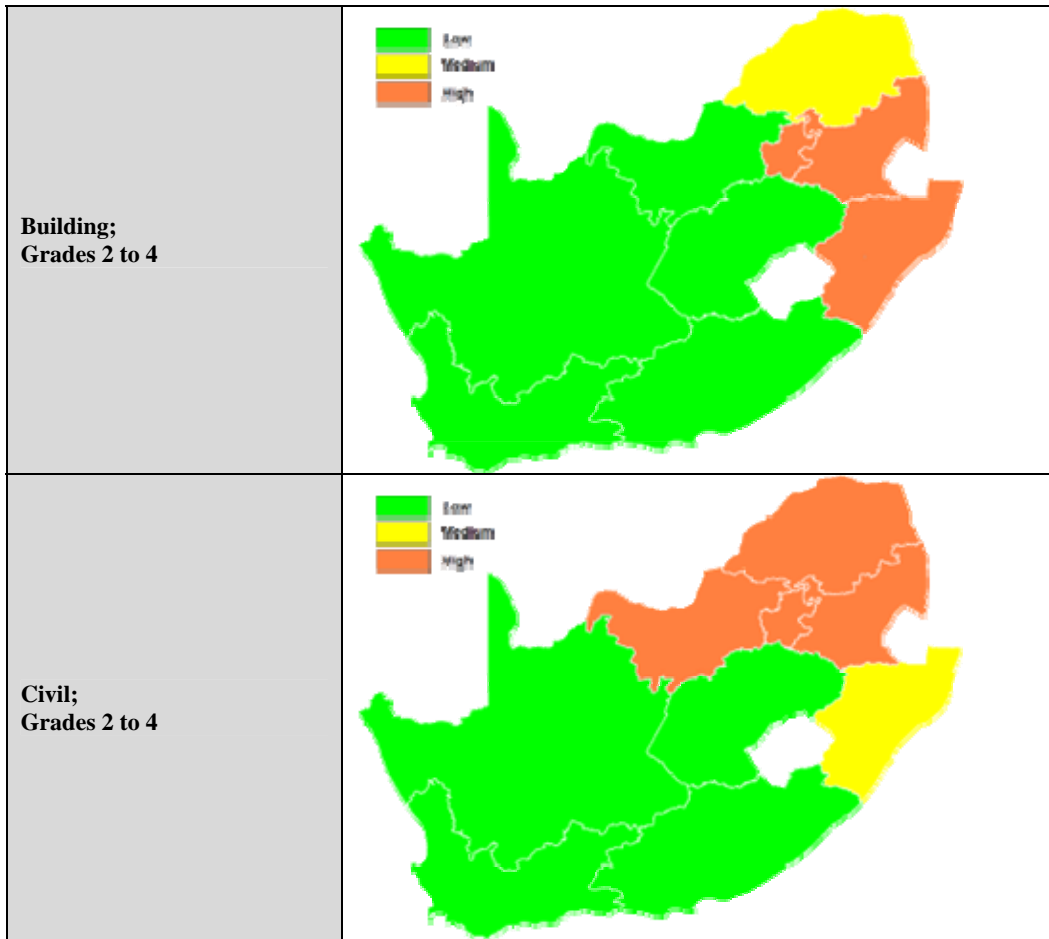 Low
Medium
High
Building;
Grades 2 to 4
Low
Medium
High
Civil;
Grades 2 to 4